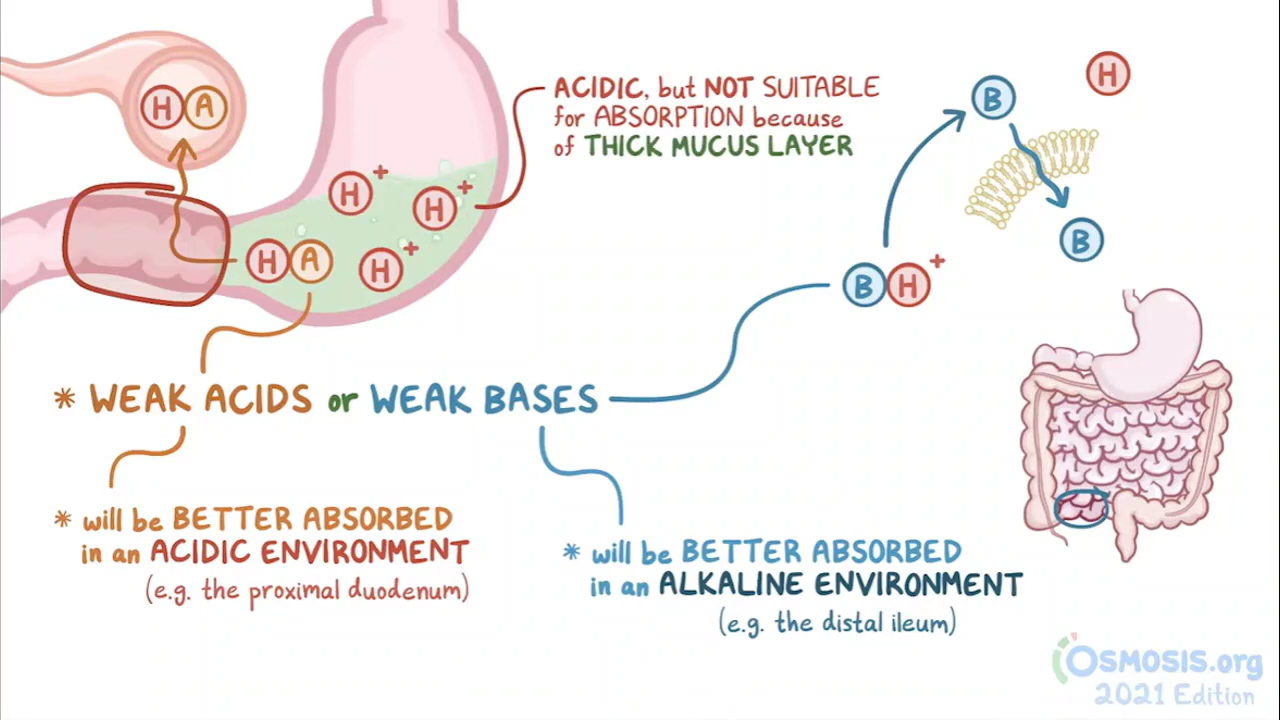 H A
ACIDIC, but NOT SUITABLE
for ABSORPTION because
of THICK MUCUS LAYER
H+
H+
H A
H+
B
H
B
B H+
* WEAK ACIDS or WEAK BASES
* will be BETTER ABSORBED
in an ACIDIC ENVIRONMENT
(e.g. the proximal duodenum)
* will be BETTER ABSORBED
in an ALKALINE ENVIRONMENT
(e.g. the distal ileum)
OSMOSIS.org
2021 Edition